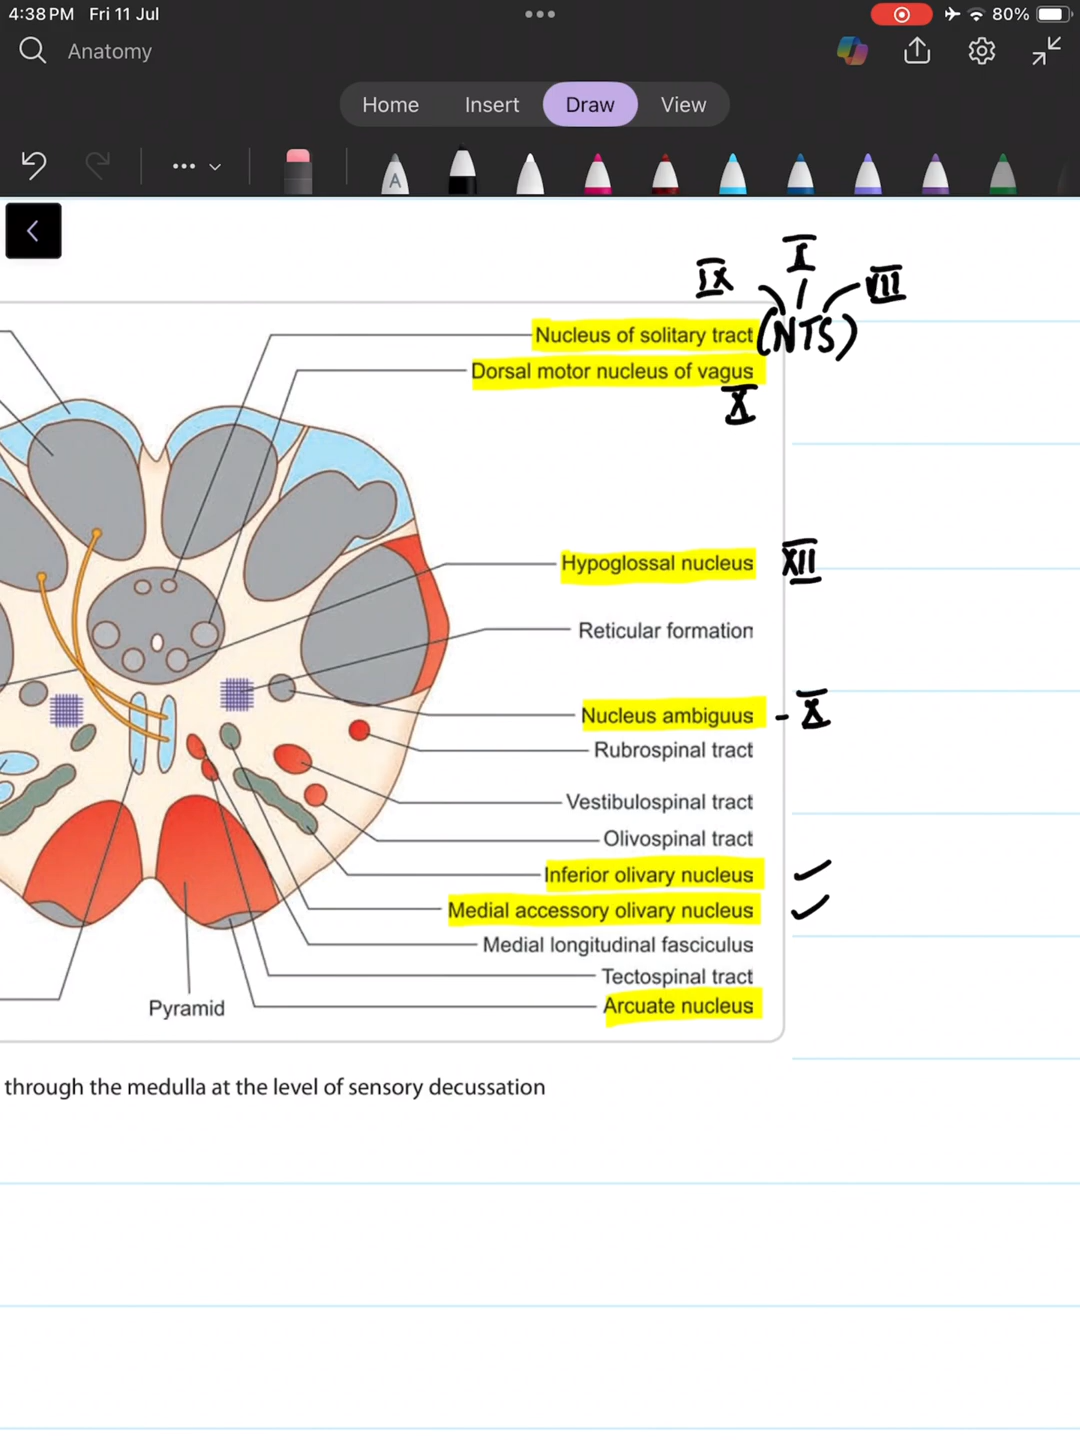 4:38 PM Fri 11 Jul
80%
Anatomy
Home Insert Draw View
A
IX I VII
Nucleus of solitary tract (NTS)
Dorsal motor nucleus of vagus
X
Hypoglossal nucleus XII
Reticular formation
Nucleus ambiguus - X
Rubrospinal tract
Vestibulospinal tract
Olivospinal tract
Inferior olivary nucleus ✓
Medial accessory olivary nucleus ✓
Medial longitudinal fasciculus
Tectospinal tract
Arcuate nucleus
Pyramid
through the medulla at the level of sensory decussation